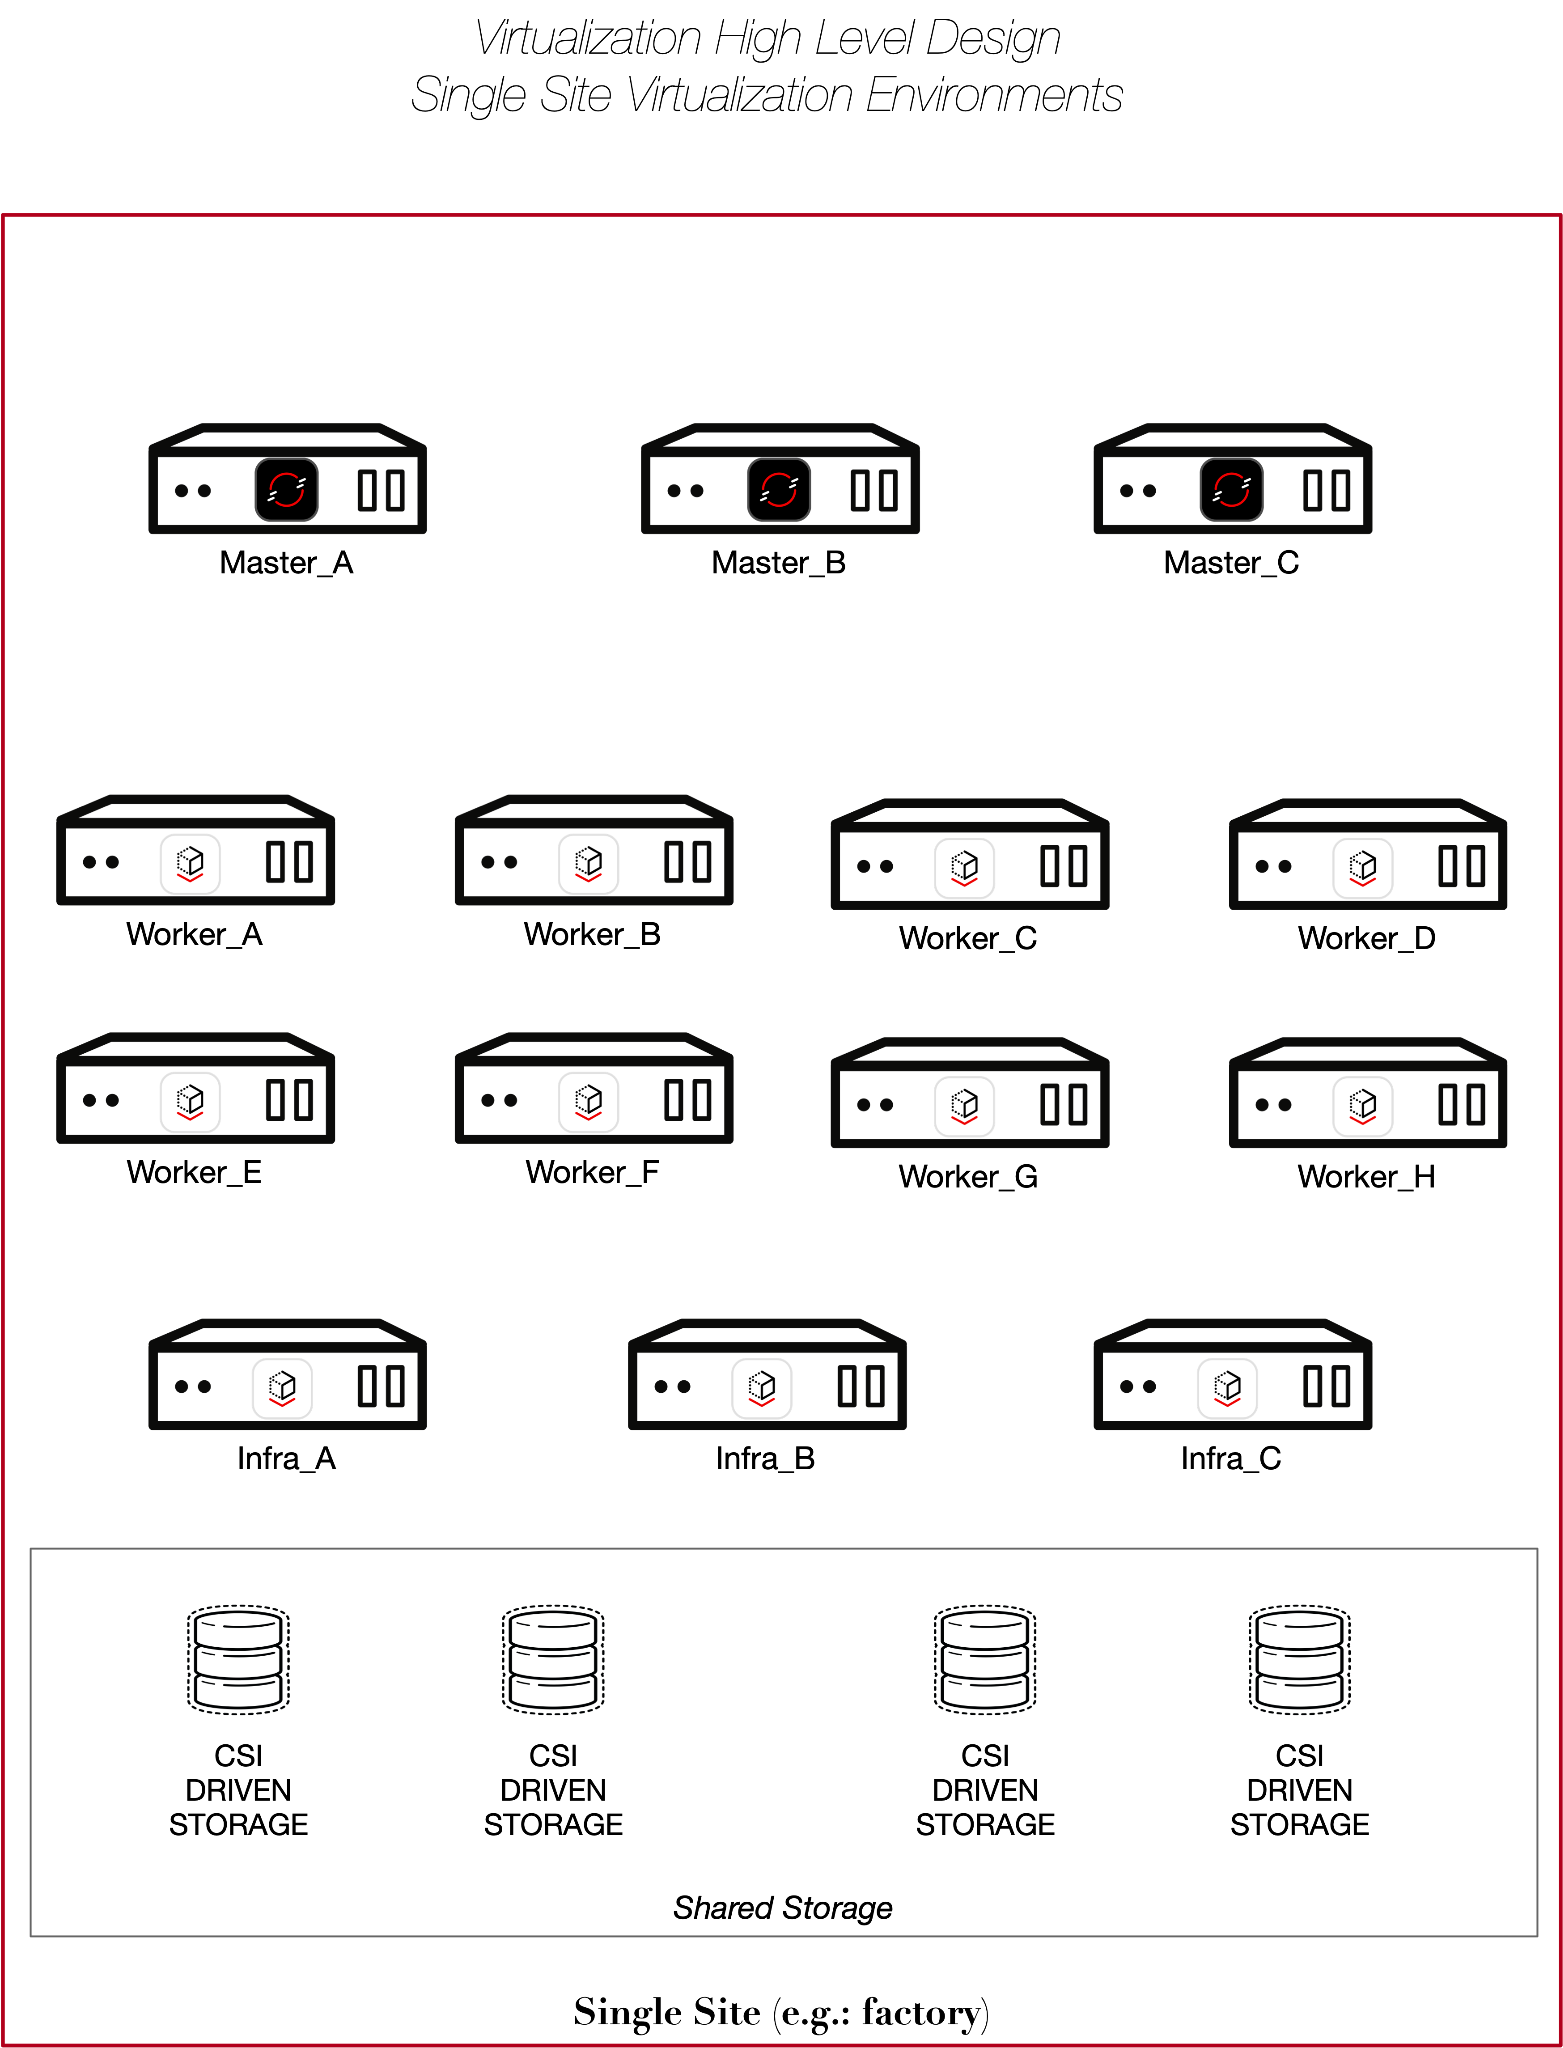 Virtualization High Level Design
Single Site Virtualization Environments
Master_A
Master_B
Master_C
Worker_A
Worker_B
Worker_C
Worker_D
Worker_E
Worker_F
Worker_G
Worker_H
Infra_A
Infra_B
Infra_C
CSI
DRIVEN
STORAGE
CSI
DRIVEN
STORAGE
CSI
DRIVEN
STORAGE
CSI
DRIVEN
STORAGE
Shared Storage
Single Site (e.g.: factory)